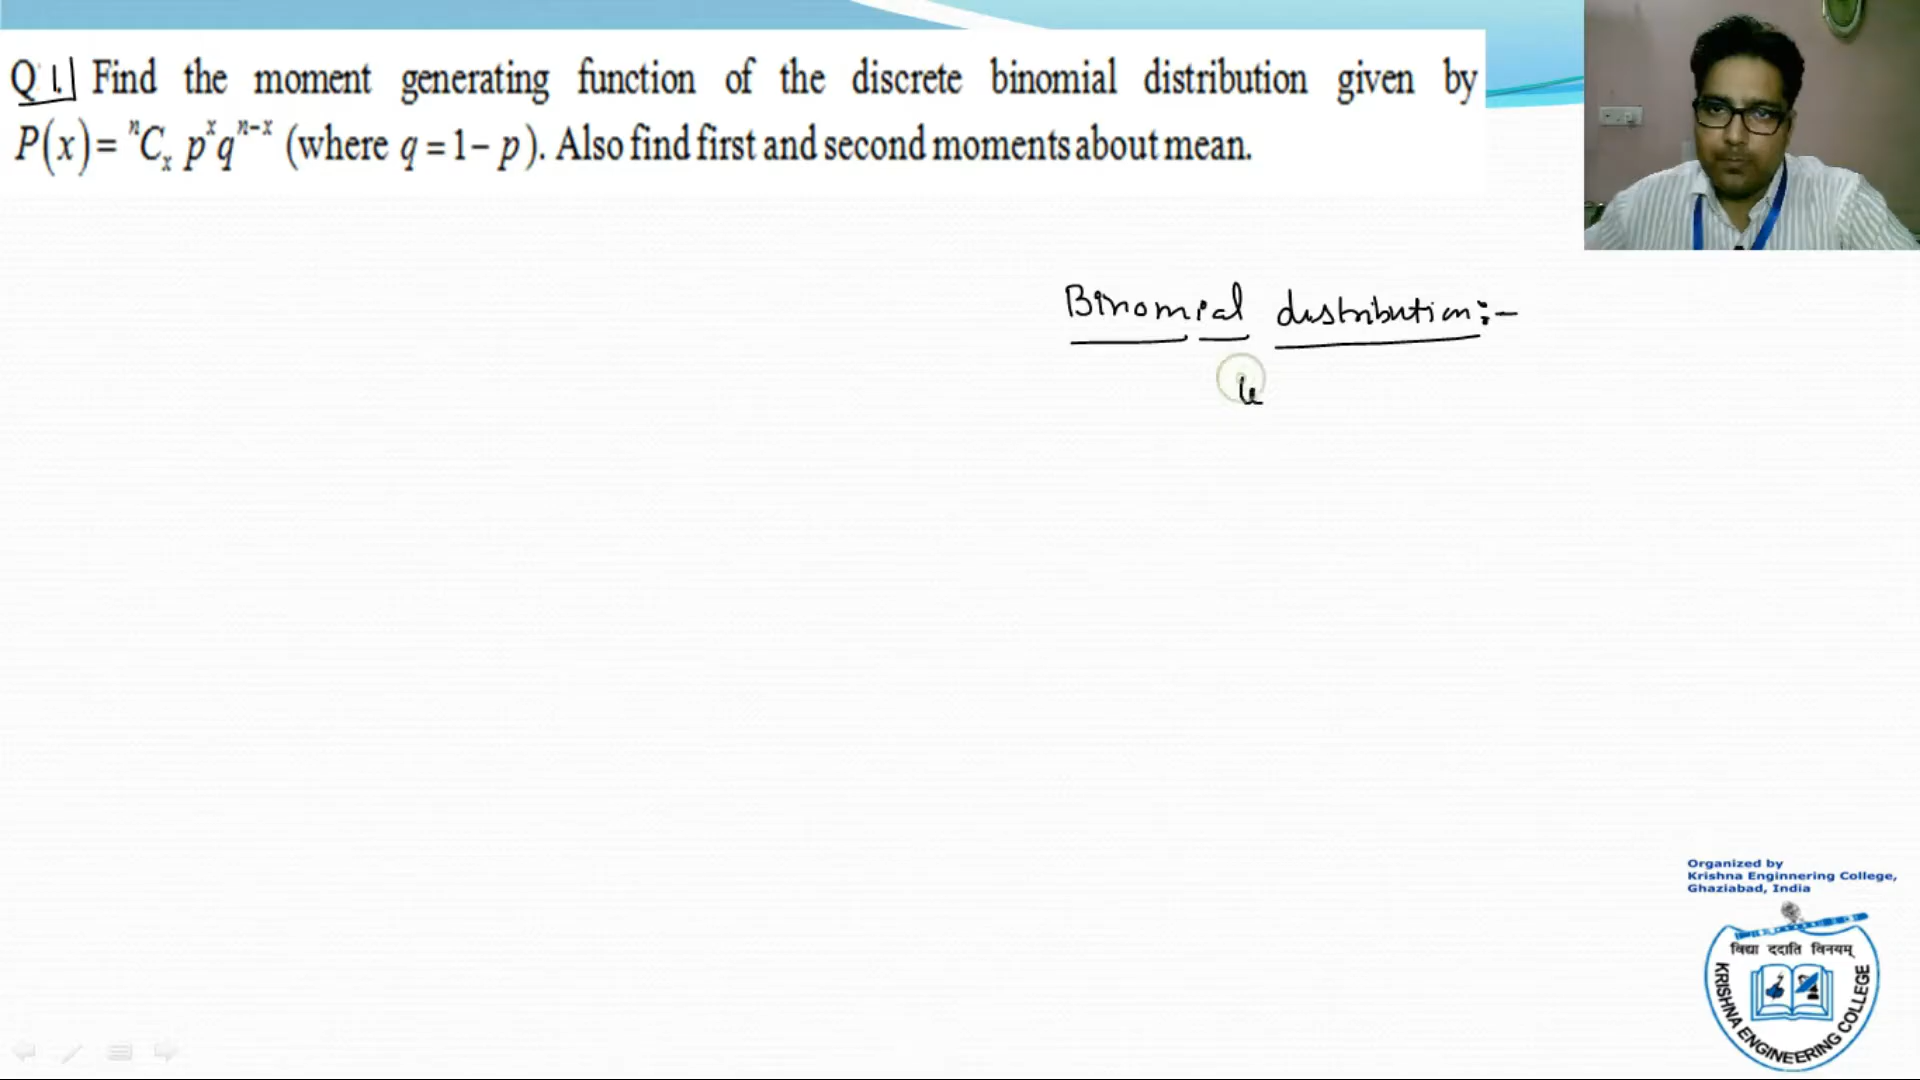 Q 1. Find the moment generating function of the discrete binomial distribution given by
P(x) = ⁿCₓ pˣqⁿ⁻ˣ (where q = 1 − p). Also find first and second moments about mean.
Binomial distribution:-
Organized by
Krishna Enginnering College,
Ghaziabad, India
विद्या ददाति विनयम्
KRISHNA ENGINEERING COLLEGE